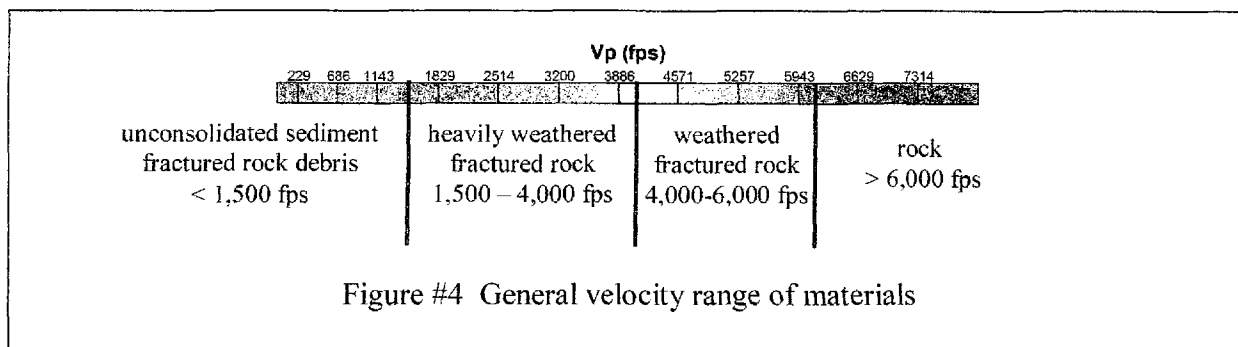 Vp (fps)
229 686 1143 1829 2514 3200 3886 4571 5257 5943 6629 7314
unconsolidated sediment
fractured rock debris
< 1,500 fps
heavily weathered
fractured rock
1,500 – 4,000 fps
weathered
fractured rock
4,000-6,000 fps
rock
> 6,000 fps
Figure #4 General velocity range of materials